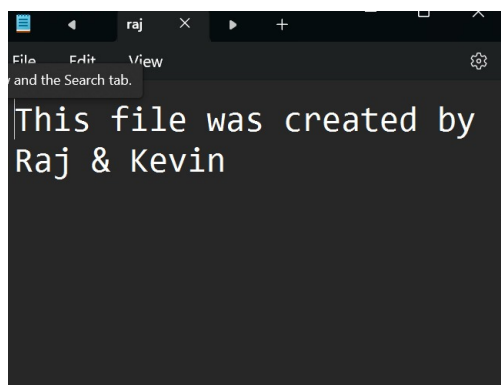 raj
File Edit View
and the Search tab.
This file was created by
Raj & Kevin